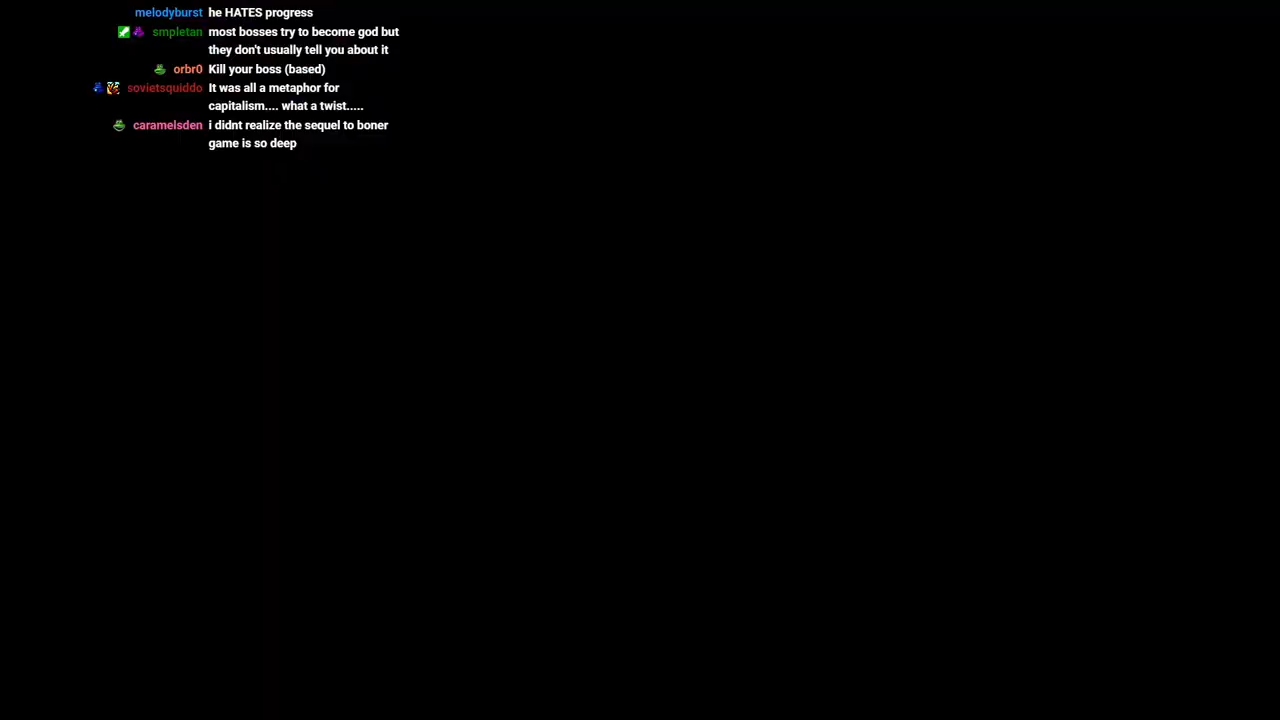 melodyburst he HATES progress
smpletan most bosses try to become god but
they don't usually tell you about it
orbr0 Kill your boss (based)
sovietsquiddo It was all a metaphor for
capitalism.... what a twist.....
caramelsden i didnt realize the sequel to boner
game is so deep